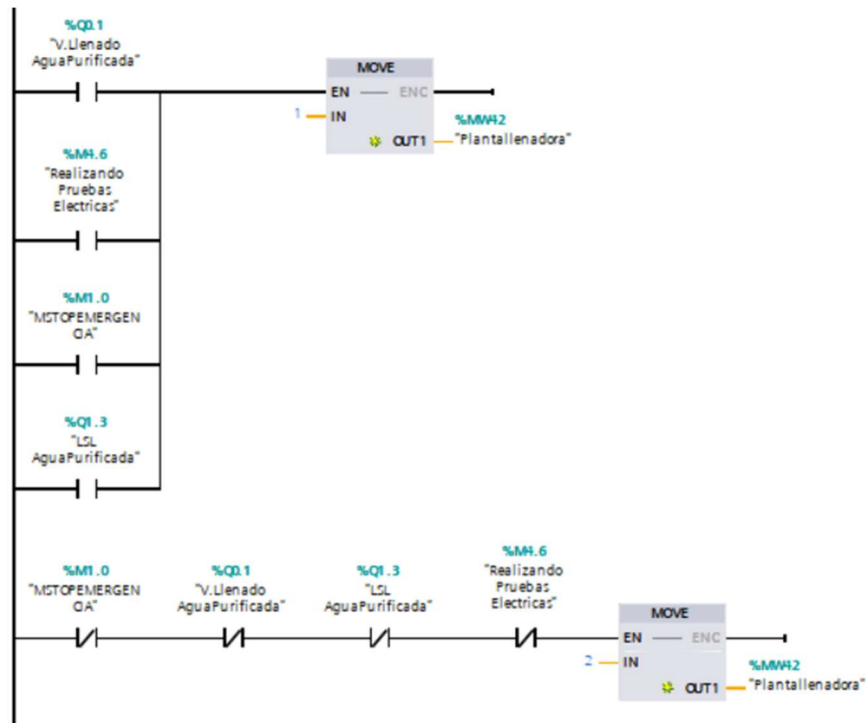 %Q0.1
"V.Llenado
AguaPurificada"
MOVE
EN
ENO
1
IN
OUT1
%MW42
"Plantallenadora"
%M4.6
"Realizando
Pruebas
Electricas"
%M1.0
"MSTOPEMERGEN
CIA"
%Q1.3
"LSL
AguaPurificada"
%M1.0
"MSTOPEMERGEN
CIA"
%Q0.1
"V.Llenado
AguaPurificada"
%Q1.3
"LSL
AguaPurificada"
%M4.6
"Realizando
Pruebas
Electricas"
MOVE
EN
ENO
2
IN
OUT1
%MW42
"Plantallenadora"